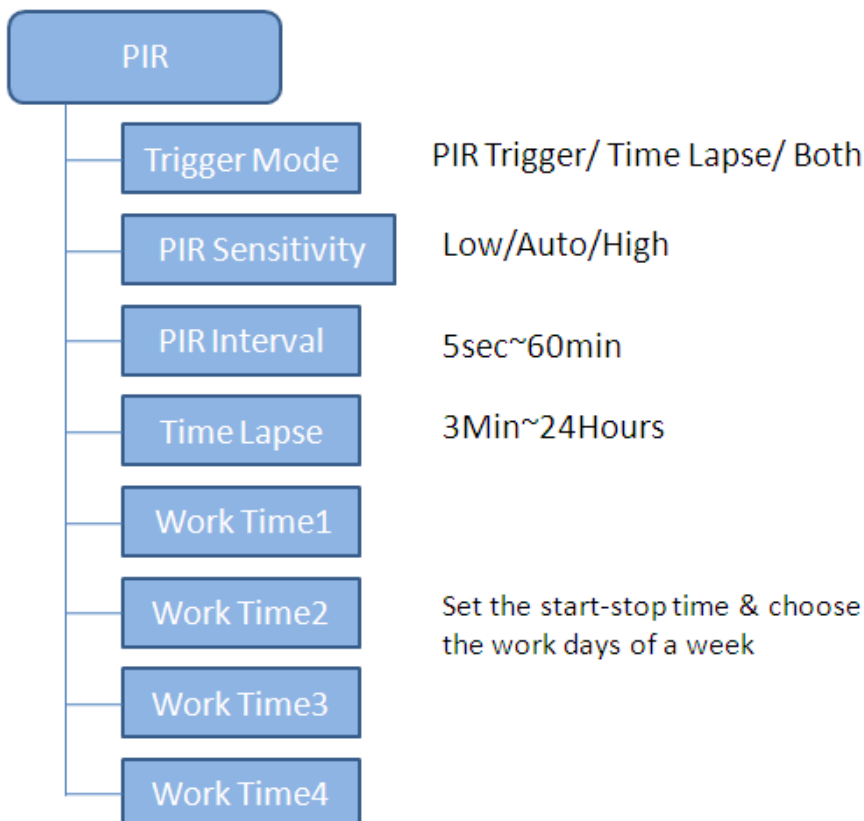 PIR
Trigger Mode PIR Trigger/ Time Lapse/ Both
PIR Sensitivity Low/Auto/High
PIR Interval 5sec~60min
Time Lapse 3Min~24Hours
Work Time1
Work Time2 Set the start-stop time & choose
the work days of a week
Work Time3
Work Time4